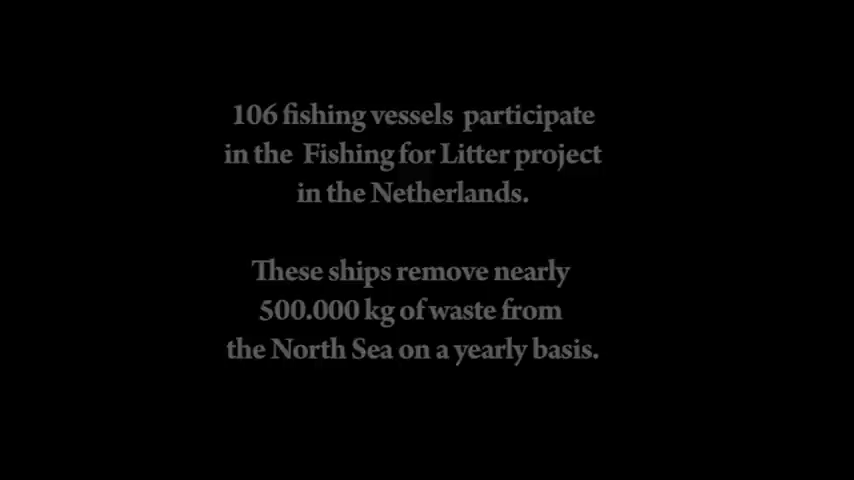 106 fishing vessels participate
in the Fishing for Litter project
in the Netherlands.
These ships remove nearly
500.000 kg of waste from
the North Sea on a yearly basis.